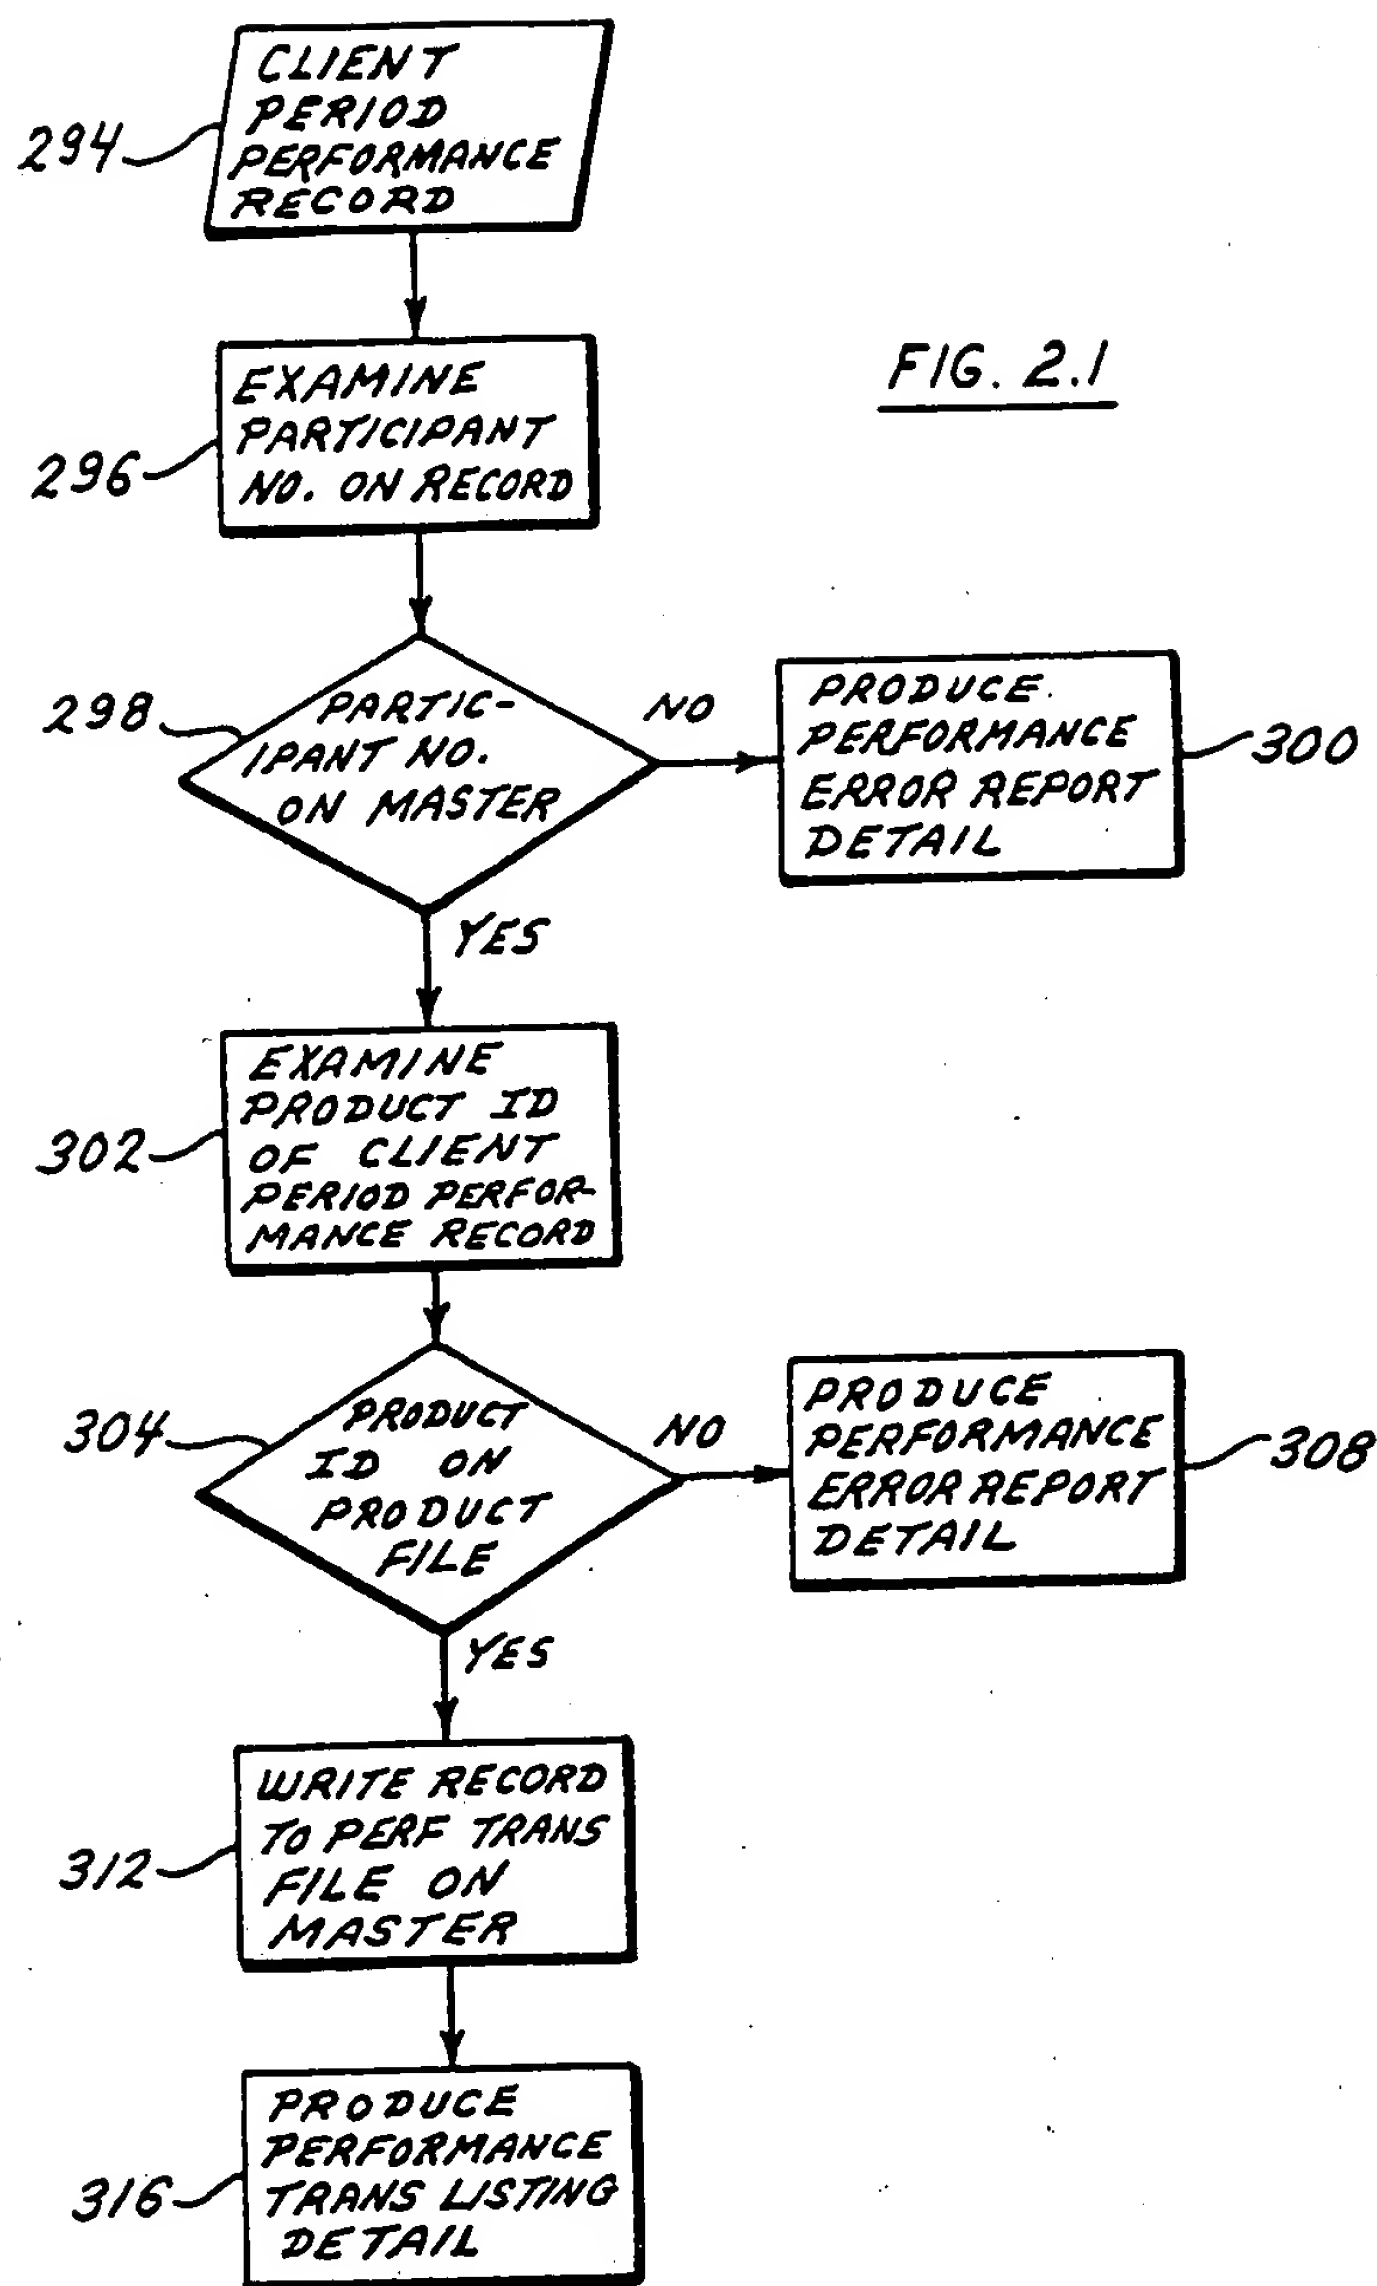 CLIENT
PERIOD
PERFORMANCE
RECORD
294
EXAMINE
PARTICIPANT
NO. ON RECORD
296
FIG. 2.1
PARTIC-
IPANT NO.
ON MASTER
298
NO
PRODUCE
PERFORMANCE
ERROR REPORT
DETAIL
300
YES
EXAMINE
PRODUCT ID
OF CLIENT
PERIOD PERFOR-
MANCE RECORD
302
PRODUCT
ID ON
PRODUCT
FILE
304
NO
PRODUCE
PERFORMANCE
ERROR REPORT
DETAIL
308
YES
WRITE RECORD
TO PERF TRANS
FILE ON
MASTER
312
PRODUCE
PERFORMANCE
TRANS LISTING
DETAIL
316